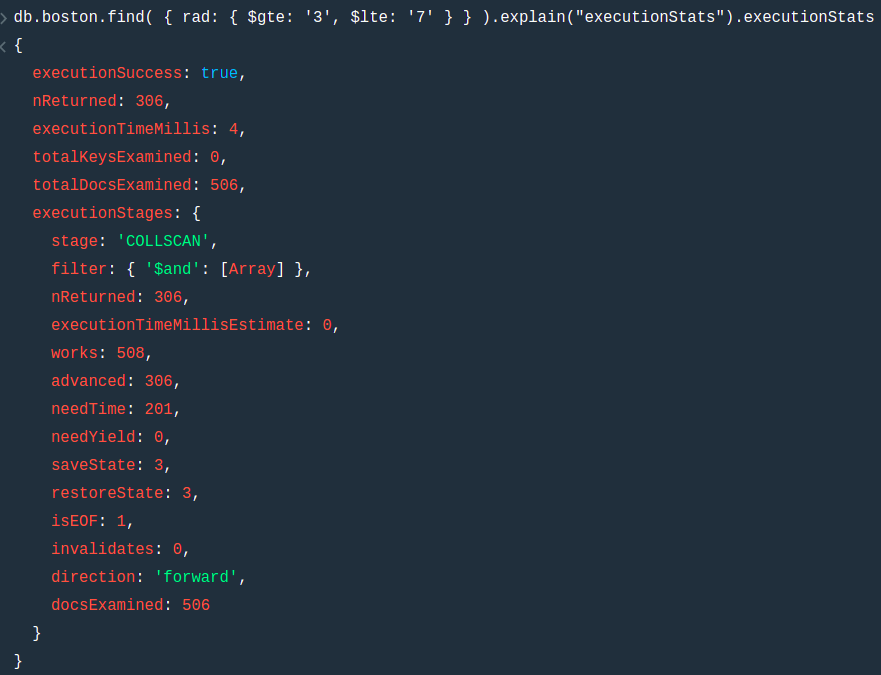 db.boston.find( { rad: { $gte: '3', $lte: '7' } } ).explain("executionStats").executionStats
{
executionSuccess: true,
nReturned: 306,
executionTimeMillis: 4,
totalKeysExamined: 0,
totalDocsExamined: 506,
executionStages: {
stage: 'COLLSCAN',
filter: { '$and': [Array] },
nReturned: 306,
executionTimeMillisEstimate: 0,
works: 508,
advanced: 306,
needTime: 201,
needYield: 0,
saveState: 3,
restoreState: 3,
isEOF: 1,
invalidates: 0,
direction: 'forward',
docsExamined: 506
}
}